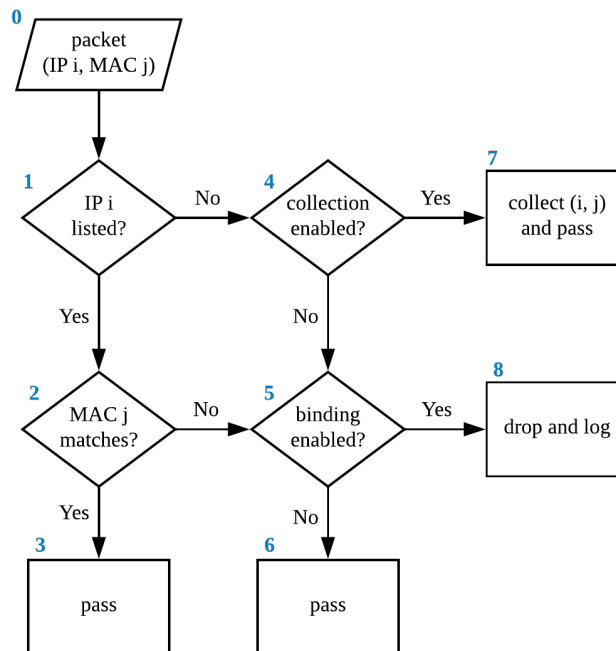 0
packet
(IP i, MAC j)
1
IP i
listed?
No
4
collection
enabled?
Yes
7
collect (i, j)
and pass
Yes
No
2
MAC j
matches?
No
5
binding
enabled?
Yes
8
drop and log
Yes
No
3
pass
6
pass